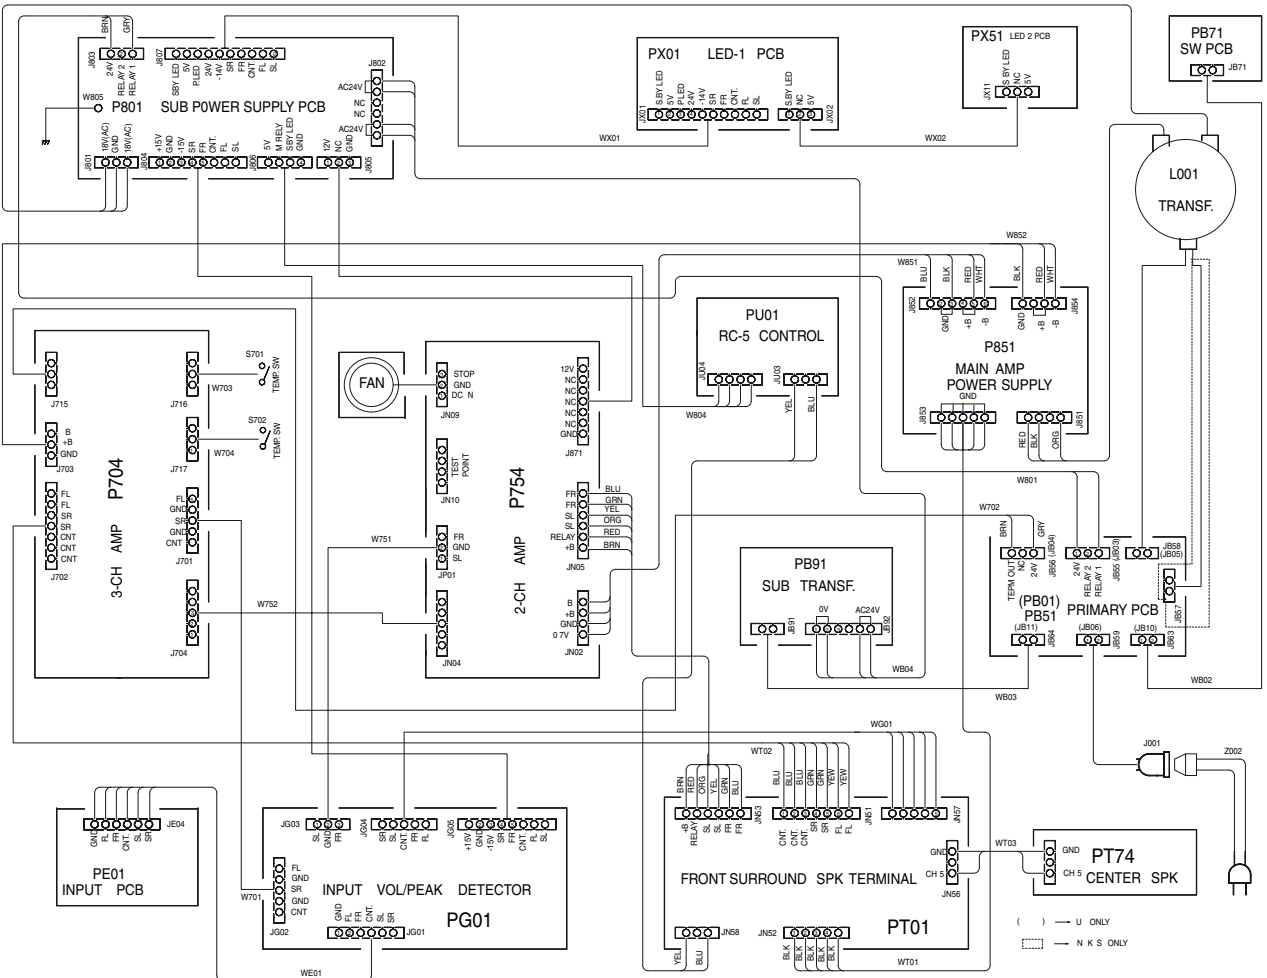 BRN
GRY
J803
24V
RELAY 2
RELAY 1
J807
SBY LED
5V
P.LED
24V
-14V
SR
FR
CNT.
FL
SL
J802
AC24V
NC
NC
AC24V
W805
P801 SUB POWER SUPPLY PCB
J801
18V(AC)
GND
18V(AC)
J804
+15V
GND
-15V
SR
FR
CNT.
FL
SL
J806
5V
M RELY
SBY LED
GND
12V
NC
GND
J805
PX01 LED-1 PCB
JX01
S.BY LED
5V
P.LED
24V
-14V
SR
FR
CNT.
FL
SL
S.BY LED
NC
5V
JX02
WX01
WX02
PX51 LED 2 PCB
JX11
S BY LED
NC
5V
PB71
SW PCB
JB71
L001
TRANSF.
W852
W851
BLU
BLK
RED
WHT
BLK
RED
WHT
J852
GND
+B
-B
GND
+B
-B
J854
P851
MAIN AMP
POWER SUPPLY
GND
J853
J851
RED
BLK
ORG
PU01
RC-5 CONTROL
JU04
JU03
W804
YEL
BLU
J715
J716
W703
S701
TEMP. SW
J703
B
+B
GND
J717
W704
S702
TEMP. SW
P704
3-CH AMP
FL
FL
SR
SR
CNT
CNT
CNT
J702
FL
GND
SR
GND
CNT
J701
J704
W752
W751
FAN
STOP
GND
DC N
JN09
12V
NC
NC
NC
NC
NC
GND
J871
TEST
POINT
JN10
P754
2-CH AMP
FR
GND
SL
JP01
FR
FR
SL
SL
RELAY
+B
JN05
BLU
GRN
YEL
ORG
RED
BRN
JN04
B
+B
GND
0 7V
JN02
W801
W702
BRN
GRY
TEPM OUT
NC
24V
JB56 (JB04)
24V
RELAY 2
RELAY 1
JB55 (JB03)
JB58
(JB05)
JB57
(PB01)
PB51
PRIMARY PCB
(JB11)
JB64
(JB06)
JB59
(JB10)
JB63
PB91
SUB TRANSF.
JB91
0V
AC24V
JB92
WB04
WB03
WB02
WG01
WT02
J001
Z002
BRN
RED
ORG
YEL
GRN
BLU
+B
RELAY
SL
SL
FR
FR
JN53
BLU
BLU
BLU
GRN
GRN
YEW
YEW
CNT.
CNT.
CNT.
SR
SR
FL
FL
JN51
JN57
GND
CH 5
JN56
WT03
GND
CH 5
PT74
CENTER SPK
FRONT SURROUND SPK TERMINAL
PT01
JN58
YEL
BLU
JN52
BLK
BLK
BLK
BLK
BLK
WT01
JE04
GND
FL
FR
CNT.
SL
SR
PE01
INPUT PCB
WE01
JG03
SL
GND
FR
JG04
SR
SL
CNT.
FR
FL
JG05
+15V
GND
-15V
SR
FR
CNT.
FL
SL
FL
GND
SR
GND
CNT
W701
JG02
INPUT VOL/PEAK DETECTOR
PG01
GND
FL
FR
CNT.
SL
SR
JG01
( ) → U ONLY
→ N K S ONLY